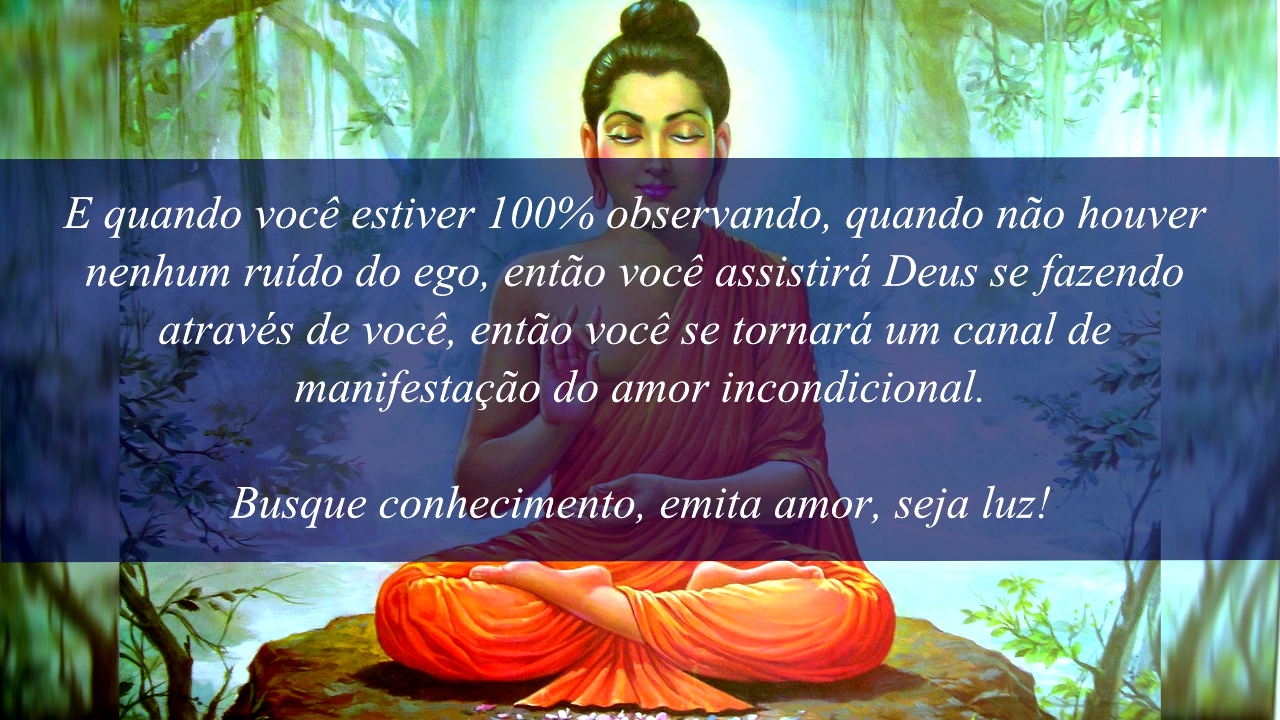 E quando você estiver 100% observando, quando não houver
nenhum ruído do ego, então você assistirá Deus se fazendo
através de você, então você se tornará um canal de
manifestação do amor incondicional.
Busque conhecimento, emita amor, seja luz!